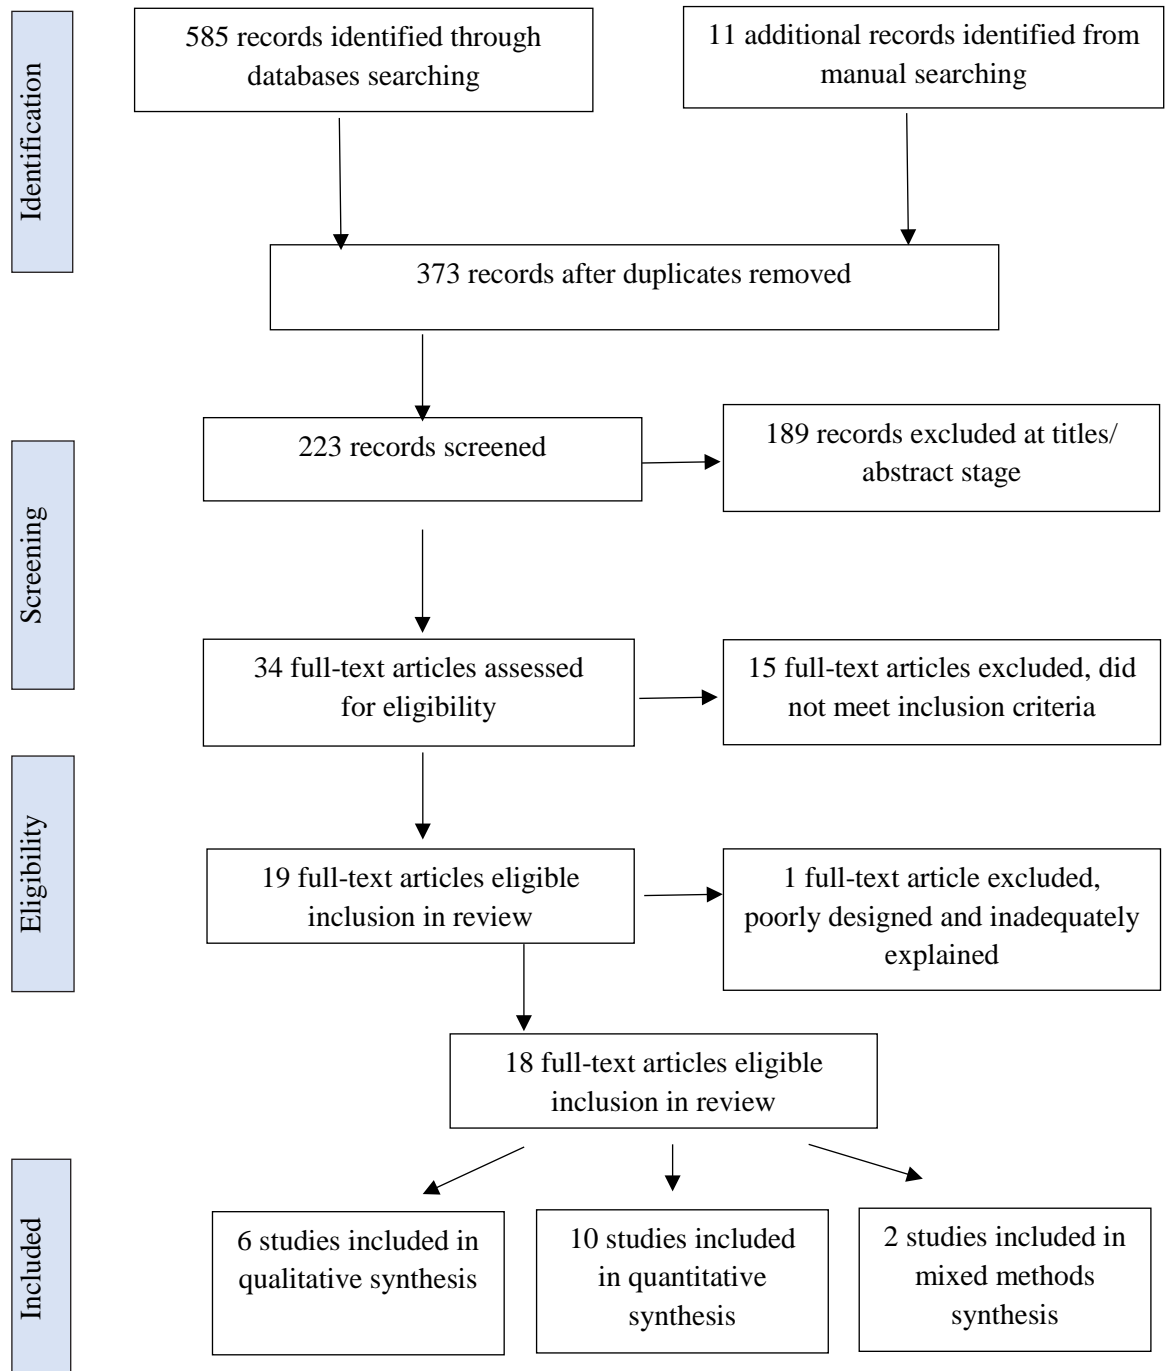 Identification
585 records identified through
databases searching
11 additional records identified from
manual searching
373 records after duplicates removed
Screening
223 records screened
189 records excluded at titles/
abstract stage
34 full-text articles assessed
for eligibility
15 full-text articles excluded, did
not meet inclusion criteria
Eligibility
19 full-text articles eligible
inclusion in review
1 full-text article excluded,
poorly designed and inadequately
explained
18 full-text articles eligible
inclusion in review
Included
6 studies included in
qualitative synthesis
10 studies included
in quantitative
synthesis
2 studies included in
mixed methods
synthesis